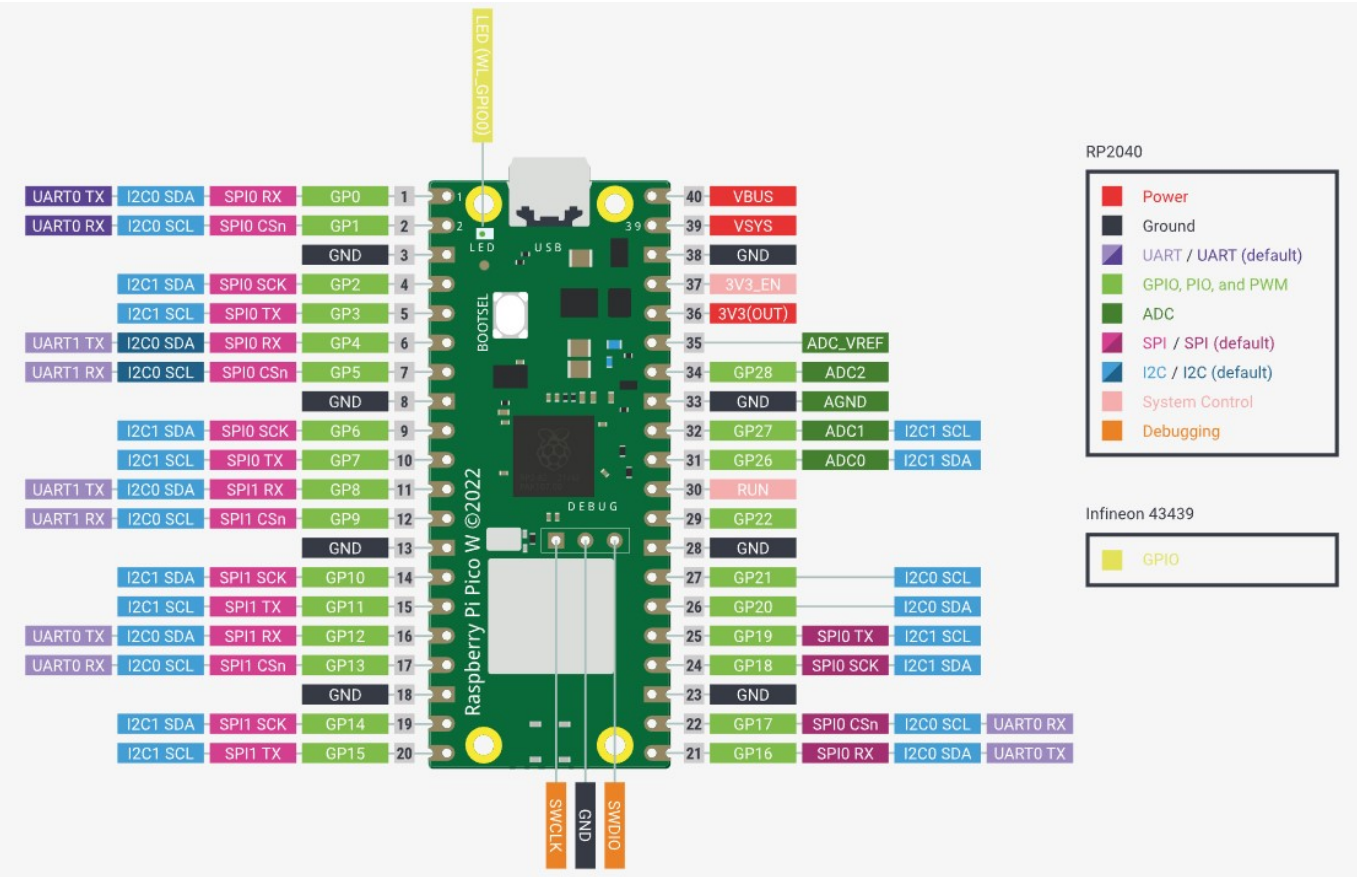 LED (WL_GPIO0)
RP2040
Power
Ground
UART / UART (default)
GPIO, PIO, and PWM
ADC
SPI / SPI (default)
I2C / I2C (default)
System Control
Debugging
Infineon 43439
GPIO
UART0 TX I2C0 SDA SPI0 RX GP0 1
UART0 RX I2C0 SCL SPI0 CSn GP1 2
GND 3
I2C1 SDA SPI0 SCK GP2 4
I2C1 SCL SPI0 TX GP3 5
UART1 TX I2C0 SDA SPI0 RX GP4 6
UART1 RX I2C0 SCL SPI0 CSn GP5 7
GND 8
I2C1 SDA SPI0 SCK GP6 9
I2C1 SCL SPI0 TX GP7 10
UART1 TX I2C0 SDA SPI1 RX GP8 11
UART1 RX I2C0 SCL SPI1 CSn GP9 12
GND 13
I2C1 SDA SPI1 SCK GP10 14
I2C1 SCL SPI1 TX GP11 15
UART0 TX I2C0 SDA SPI1 RX GP12 16
UART0 RX I2C0 SCL SPI1 CSn GP13 17
GND 18
I2C1 SDA SPI1 SCK GP14 19
I2C1 SCL SPI1 TX GP15 20
1
2
39
LED
USB
BOOTSEL
DEBUG
Raspberry Pi Pico W ©2022
40 VBUS
39 VSYS
38 GND
37 3V3_EN
36 3V3(OUT)
35 ADC_VREF
34 GP28 ADC2
33 GND AGND
32 GP27 ADC1 I2C1 SCL
31 GP26 ADC0 I2C1 SDA
30 RUN
29 GP22
28 GND
27 GP21 I2C0 SCL
26 GP20 I2C0 SDA
25 GP19 SPI0 TX I2C1 SCL
24 GP18 SPI0 SCK I2C1 SDA
23 GND
22 GP17 SPI0 CSn I2C0 SCL UART0 RX
21 GP16 SPI0 RX I2C0 SDA UART0 TX
SWCLK
GND
SWDIO